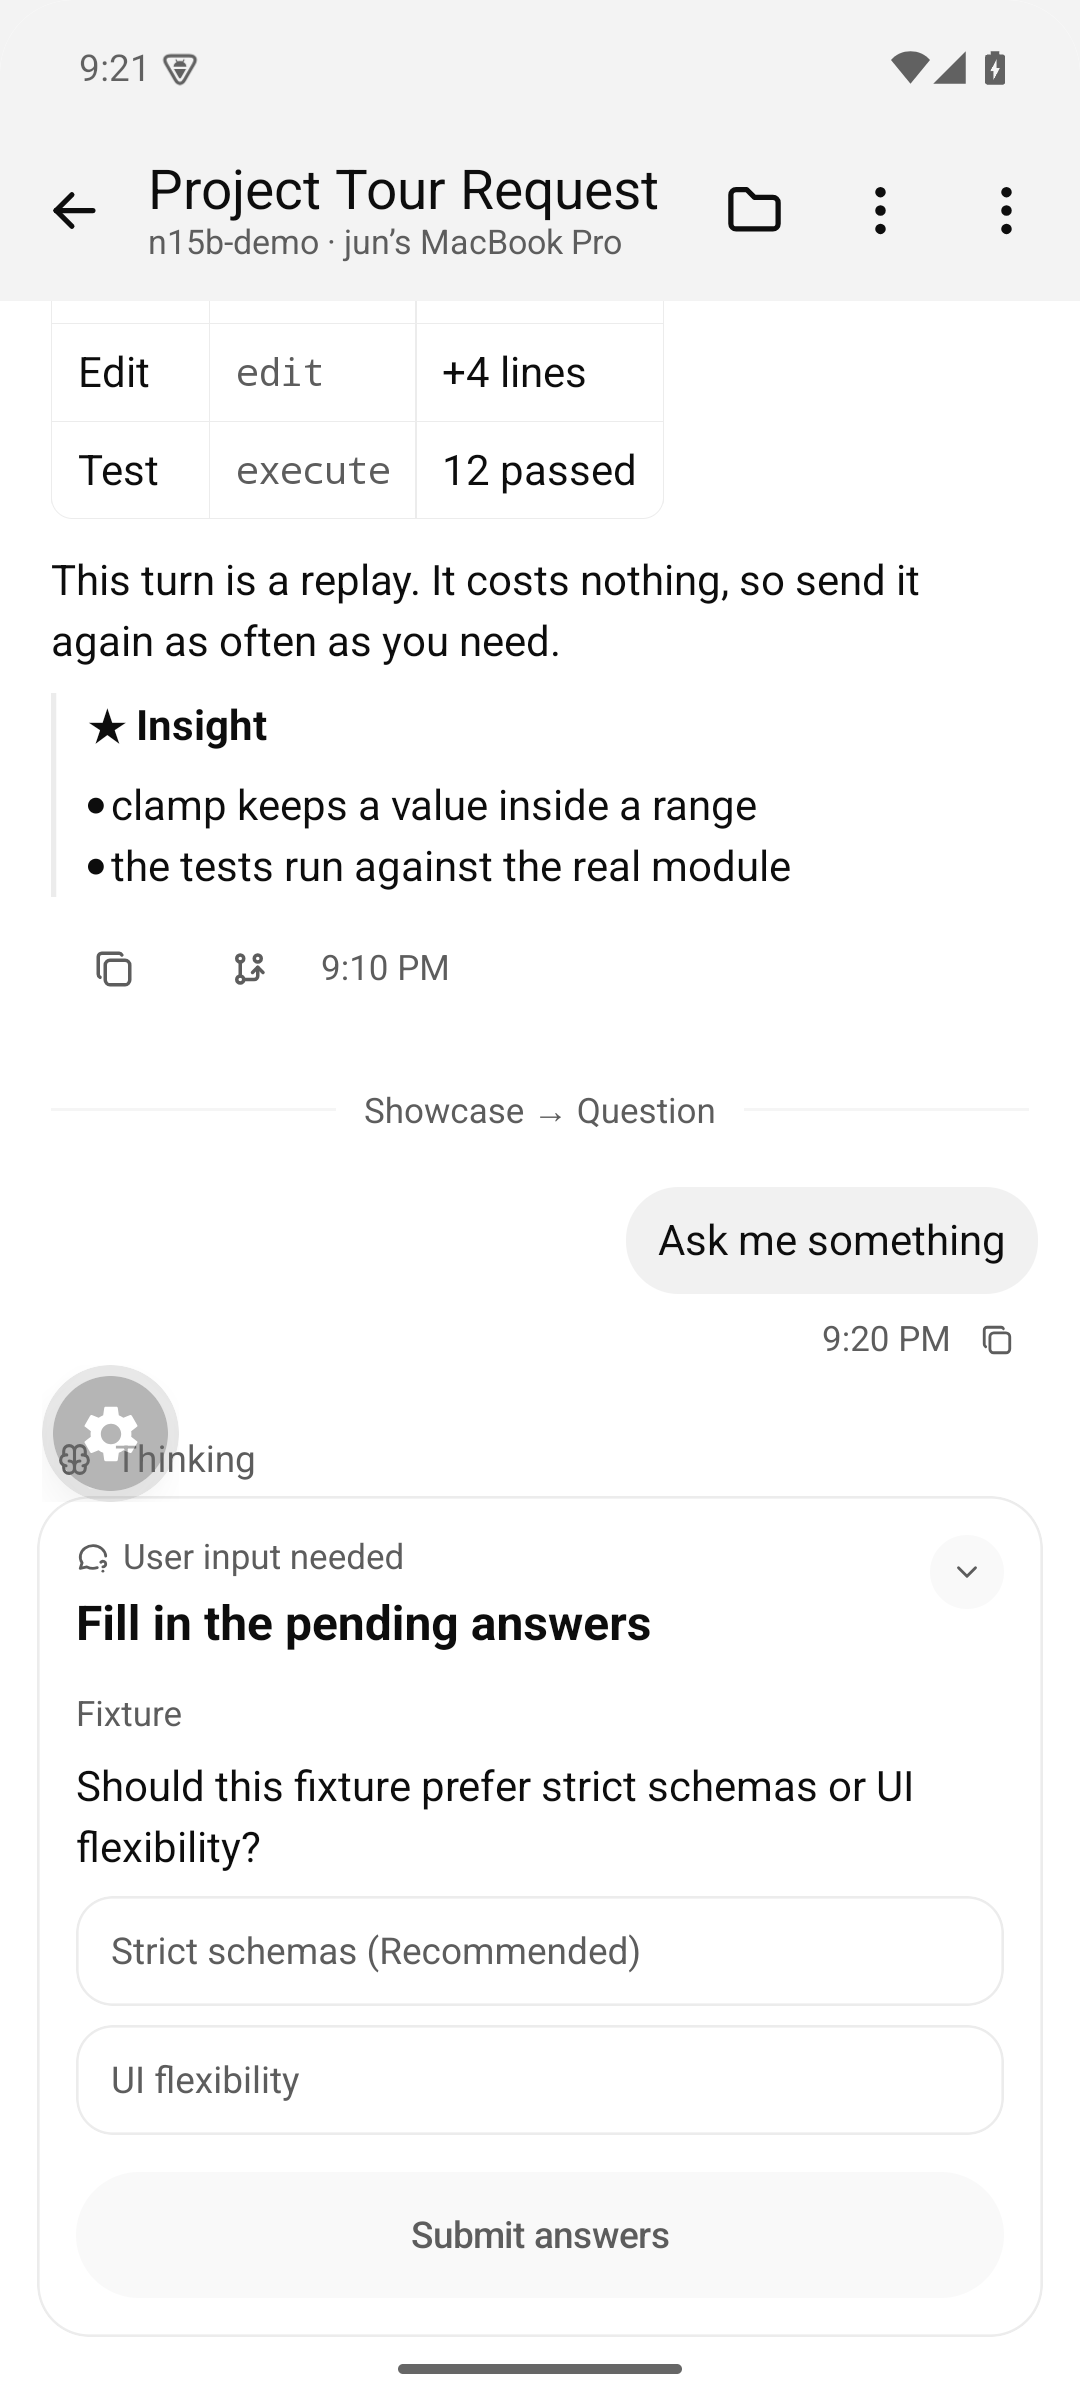 9:21
Project Tour Request
n15b-demo · jun’s MacBook Pro
Edit edit +4 lines
Test execute 12 passed
This turn is a replay. It costs nothing, so send it
again as often as you need.
★ Insight
• clamp keeps a value inside a range
• the tests run against the real module
9:10 PM
Showcase → Question
Ask me something
9:20 PM
Thinking
User input needed
Fill in the pending answers
Fixture
Should this fixture prefer strict schemas or UI
flexibility?
Strict schemas (Recommended)
UI flexibility
Submit answers